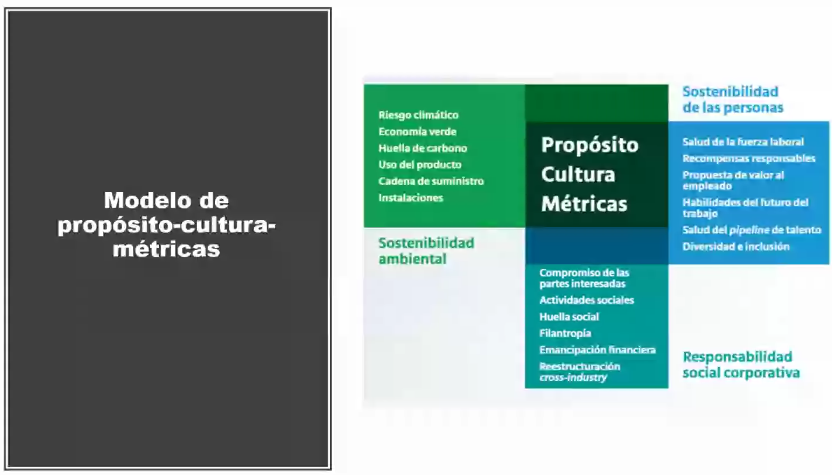 Modelo de
propósito-cultura-
métricas
Riesgo climático
Economía verde
Huella de carbono
Uso del producto
Cadena de suministro
Instalaciones
Sostenibilidad
ambiental
Propósito
Cultura
Métricas
Sostenibilidad
de las personas
Salud de la fuerza laboral
Recompensas responsables
Propuesta de valor al
empleado
Habilidades del futuro del
trabajo
Salud del pipeline de talento
Diversidad e inclusión
Compromiso de las
partes interesadas
Actividades sociales
Huella social
Filantropía
Emancipación financiera
Reestructuración
cross-industry
Responsabilidad
social corporativa